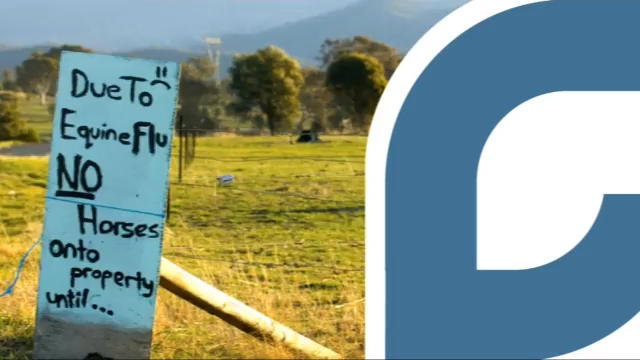 Due To
Equine Flu
NO
Horses
onto
property
until...